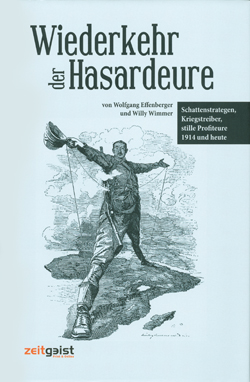 Wiederkehr
der Hasardeure
von Wolfgang Effenberger
und Willy Wimmer
Schattenstrategen,
Kriegstreiber,
stille Profiteure
1914 und heute
zeitgeist